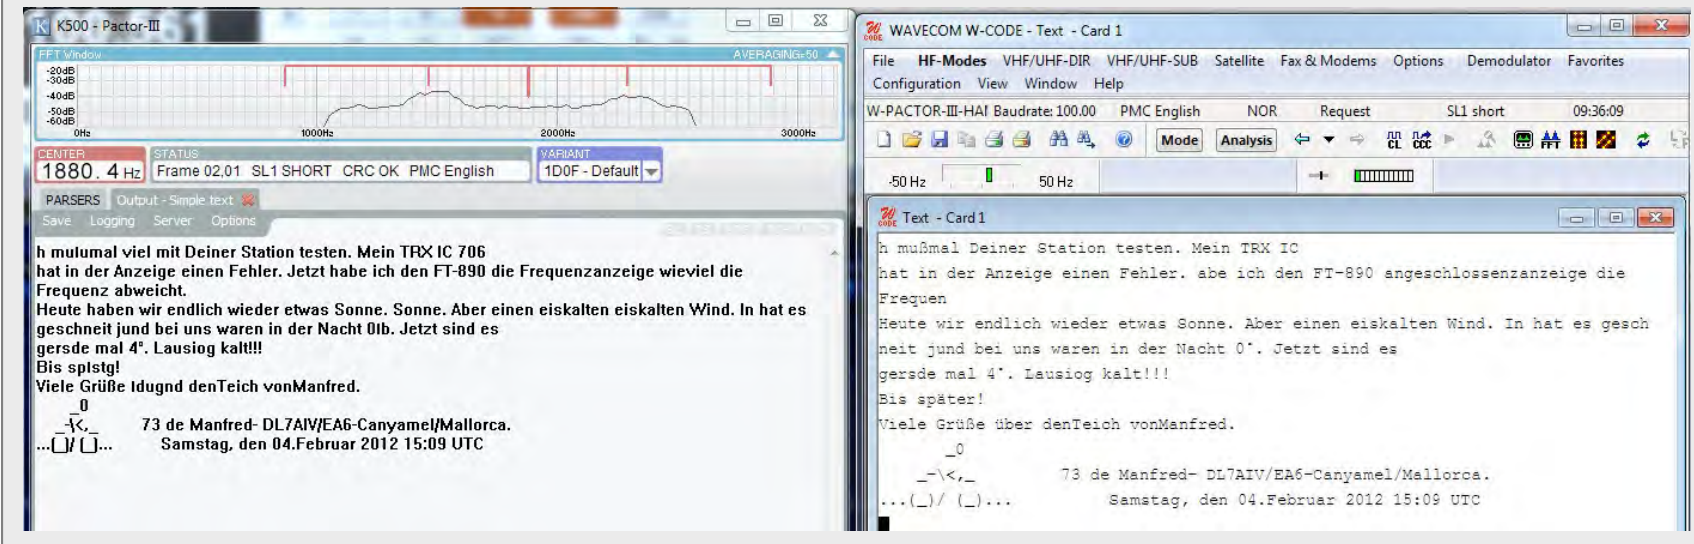 K500 - Pactor-III
FFT Window
AVERAGING=50
-20dB
-30dB
-40dB
-50dB
-60dB
0Hz
1000Hz
2000Hz
3000Hz
CENTER
STATUS
VARIANT
1880.4 Hz
Frame 02,01 SL1 SHORT CRC OK PMC English
1D0F - Default
PARSERS
Output - Simple text
Save Logging Server Options
h mulumal viel mit Deiner Station testen. Mein TRX IC 706
hat in der Anzeige einen Fehler. Jetzt habe ich den FT-890 die Frequenzanzeige wieviel die
Frequenz abweicht.
Heute haben wir endlich wieder etwas Sonne. Sonne. Aber einen eiskalten eiskalten Wind. In hat es
geschneit jund bei uns waren in der Nacht 0lb. Jetzt sind es
gersde mal 4°. Lausiog kalt!!!
Bis splstg!
Viele Grüße ldugnd denTeich vonManfred.
_0
_-\<,_ 73 de Manfred- DL7AIV/EA6-Canyamel/Mallorca.
...(_)/ (_)... Samstag, den 04.Februar 2012 15:09 UTC
WAVECOM W-CODE - Text - Card 1
File HF-Modes VHF/UHF-DIR VHF/UHF-SUB Satellite Fax & Modems Options Demodulator Favorites
Configuration View Window Help
W-PACTOR-III-HAI Baudrate: 100.00 PMC English NOR Request SL1 short 09:36:09
Mode Analysis CL CCC
-50 Hz 50 Hz
Text - Card 1
h mußmal Deiner Station testen. Mein TRX IC
hat in der Anzeige einen Fehler. abe ich den FT-890 angeschlossenzanzeige die
Frequen
Heute wir endlich wieder etwas Sonne. Aber einen eiskalten Wind. In hat es gesch
neit jund bei uns waren in der Nacht 0°. Jetzt sind es
gersde mal 4°. Lausiog kalt!!!
Bis später!
Viele Grüße über denTeich vonManfred.
_0
_-\<,_ 73 de Manfred- DL7AIV/EA6-Canyamel/Mallorca.
...(_)/ (_)... Samstag, den 04.Februar 2012 15:09 UTC